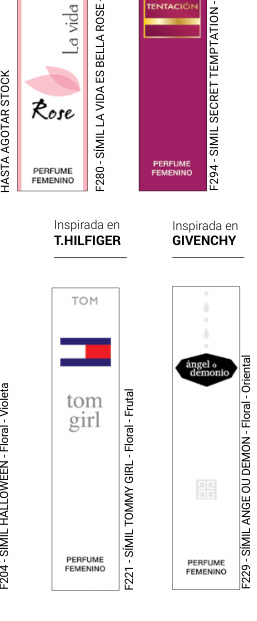 HASTA AGOTAR STOCK
La vida
Rose
PERFUME
FEMENINO
F280 - SÍMIL LA VIDA ES BELLA ROSE -
TENTACIÓN
PERFUME
FEMENINO
F294 - SIMIL SECRET TEMPTATION -
Inspirada en
T.HILFIGER
Inspirada en
GIVENCHY
F204 - SIMIL HALLOWEEN - Floral - Violeta
TOM
tom
girl
PERFUME
FEMENINO
F221 - SÍMIL TOMMY GIRL - Floral - Frutal
ángel o
demonio
PERFUME
FEMENINO
F229 - SÍMIL ANGE OU DEMON - Floral - Oriental